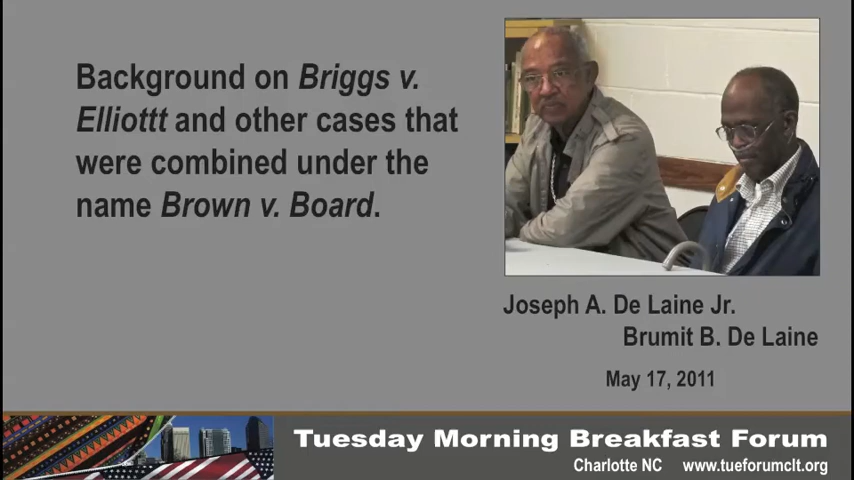 Background on Briggs v.
Elliottt and other cases that
were combined under the
name Brown v. Board.
Joseph A. De Laine Jr.
Brumit B. De Laine
May 17, 2011
Tuesday Morning Breakfast Forum
Charlotte NC www.tueforumclt.org